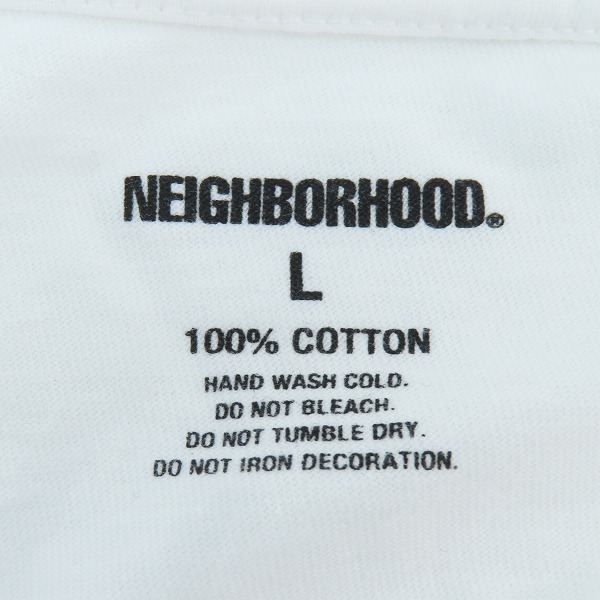 NEIGHBORHOOD.®
L
100% COTTON
HAND WASH COLD.
DO NOT BLEACH.
DO NOT TUMBLE DRY.
DO NOT IRON DECORATION.